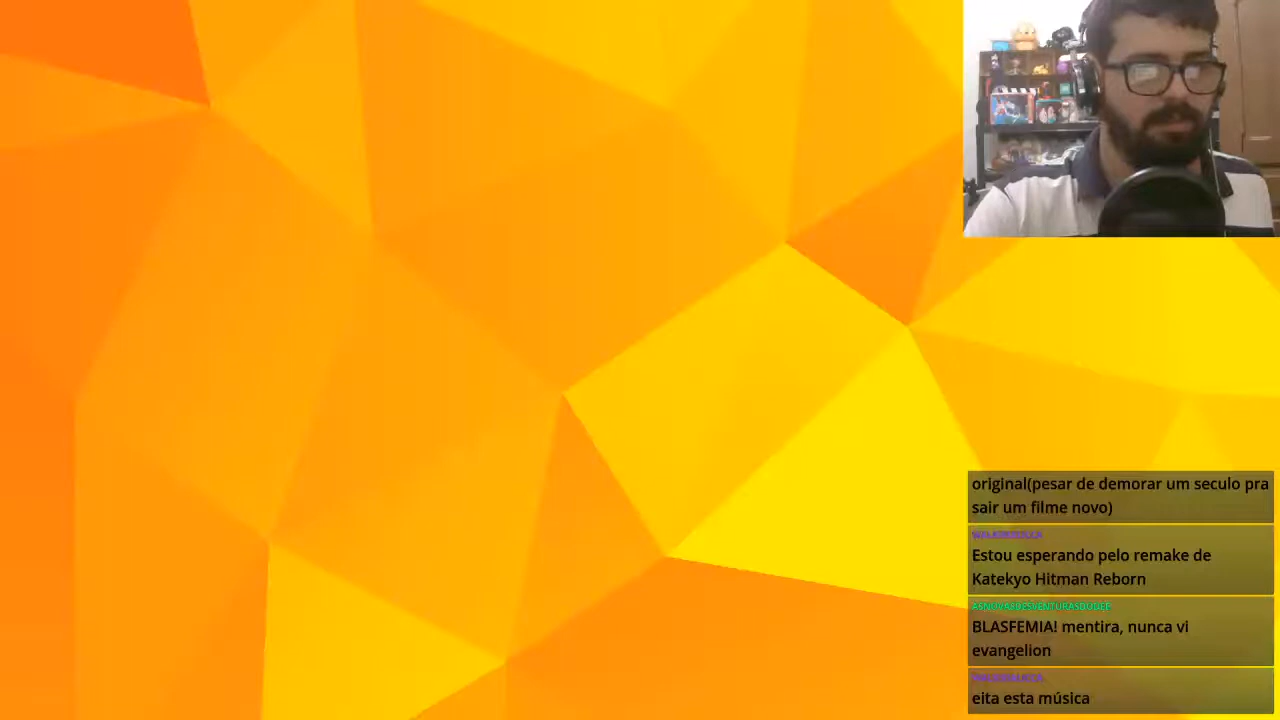 original(pesar de demorar um seculo pra
sair um filme novo)
Estou esperando pelo remake de
Katekyo Hitman Reborn
ASNOVASDESVENTURASDUDEP
BLASFEMIA! mentira, nunca vi
evangelion
eita esta música